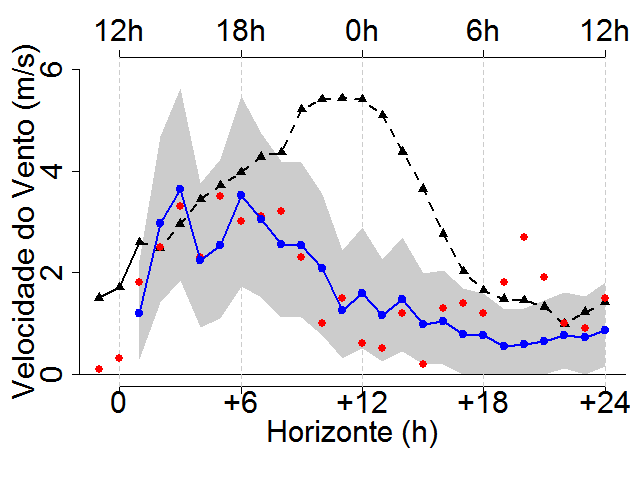 12h 18h 0h 6h 12h
Velocidade do Vento (m/s)
6
4
2
0
0 +6 +12 +18 +24
Horizonte (h)